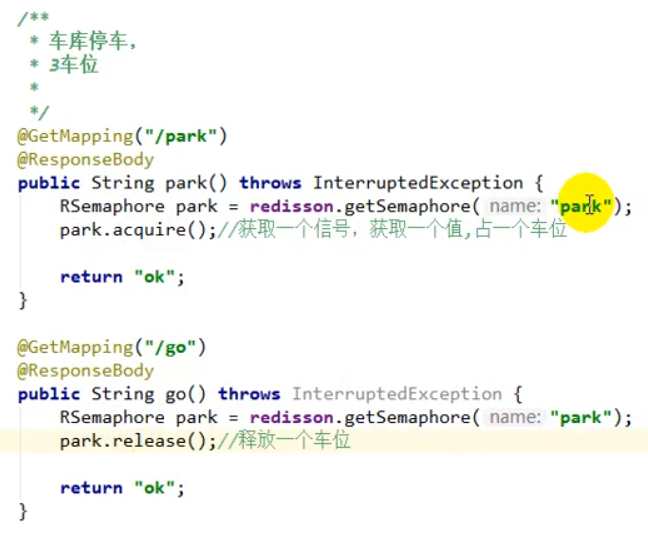 /**
 * 车库停车，
 * 3车位
 *
 */
@GetMapping("/park")
@ResponseBody
public String park() throws InterruptedException {
    RSemaphore park = redisson.getSemaphore( name: "park");
    park.acquire();//获取一个信号，获取一个值,占一个车位
    return "ok";
}
@GetMapping("/go")
@ResponseBody
public String go() throws InterruptedException {
    RSemaphore park = redisson.getSemaphore( name: "park");
    park.release();//释放一个车位
    return "ok";
}